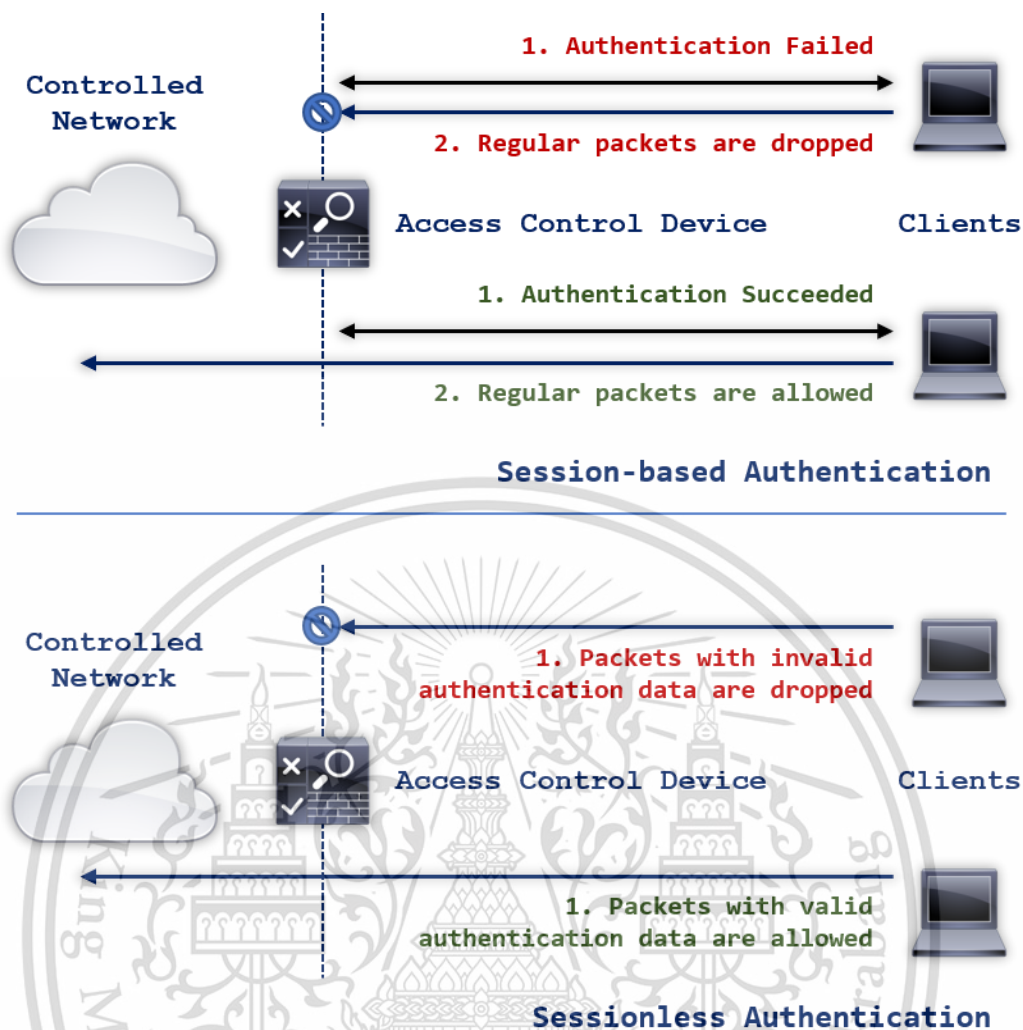 1. Authentication Failed
Controlled
Network
2. Regular packets are dropped
Access Control Device
Clients
1. Authentication Succeeded
2. Regular packets are allowed
Session-based Authentication
1. Packets with invalid
authentication data are dropped
Controlled
Network
Access Control Device
Clients
1. Packets with valid
authentication data are allowed
Sessionless Authentication
King M
rabang